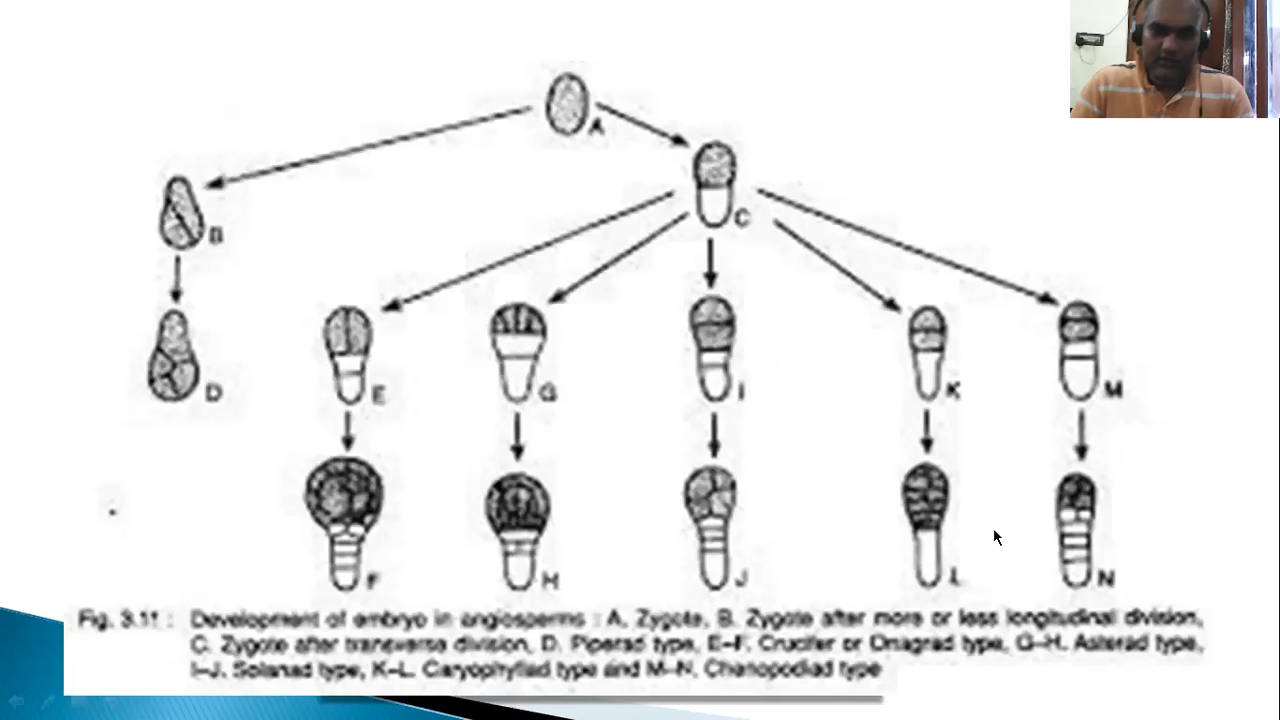 A
C
B
D
E
G
I
K
M
F
H
J
L
N
Fig. 3.11 : Development of embryo in angiosperms : A. Zygote, B. Zygote after more or less longitudinal division,
C. Zygote after transverse division, D. Piperad type, E–F. Crucifer or Onagrad type, G–H. Asterad type,
I–J. Solanad type, K–L. Caryophyllad type and M–N. Chenopodiad type